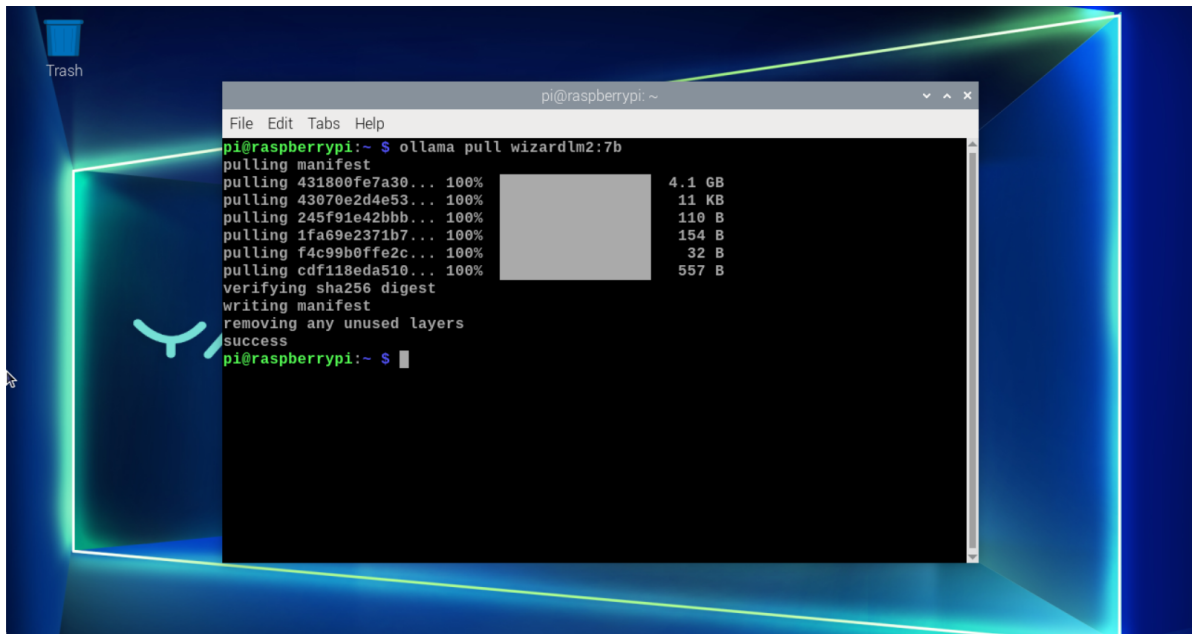 Trash
pi@raspberrypi: ~
File Edit Tabs Help
pi@raspberrypi:~ $ ollama pull wizardlm2:7b
pulling manifest
pulling 431800fe7a30... 100% 4.1 GB
pulling 43070e2d4e53... 100% 11 KB
pulling 245f91e42bbb... 100% 110 B
pulling 1fa69e2371b7... 100% 154 B
pulling f4c99b0ffe2c... 100% 32 B
pulling cdf118eda510... 100% 557 B
verifying sha256 digest
writing manifest
removing any unused layers
success
pi@raspberrypi:~ $